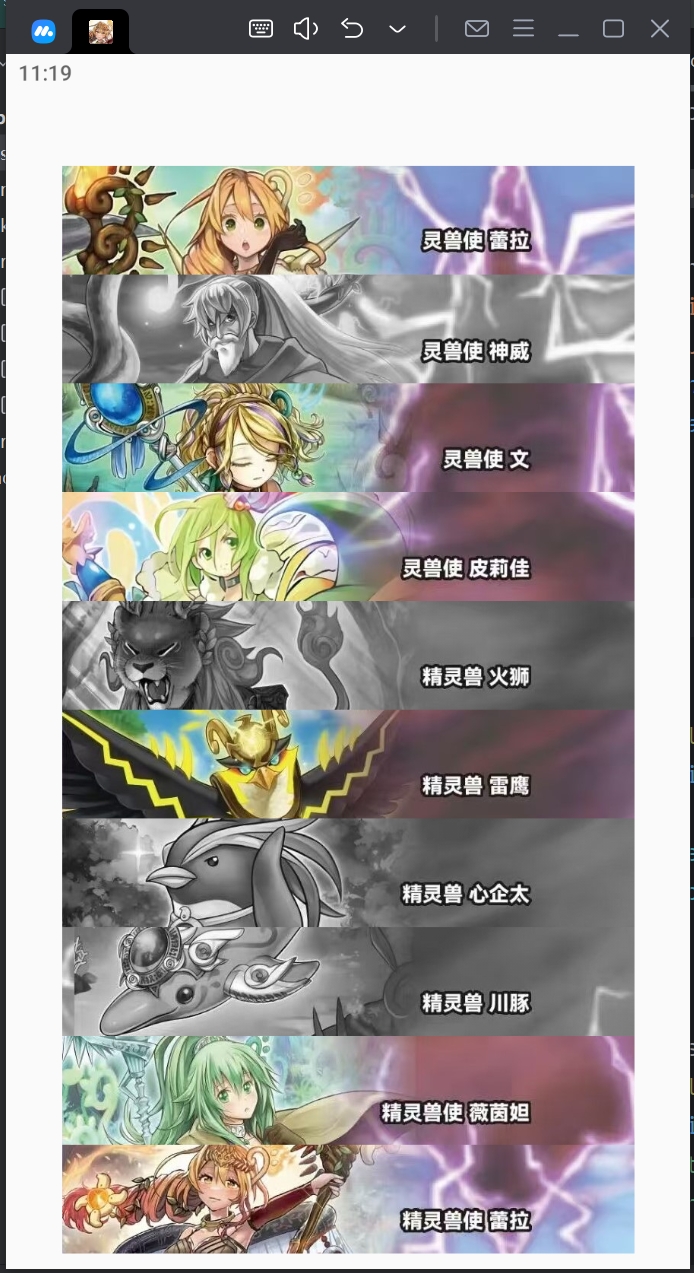 11:19
灵兽使 蕾拉
灵兽使 神威
灵兽使 文
灵兽使 皮莉佳
精灵兽 火狮
精灵兽 雷鹰
精灵兽 心企太
精灵兽 川豚
精灵兽使 薇茵妲
精灵兽使 蕾拉